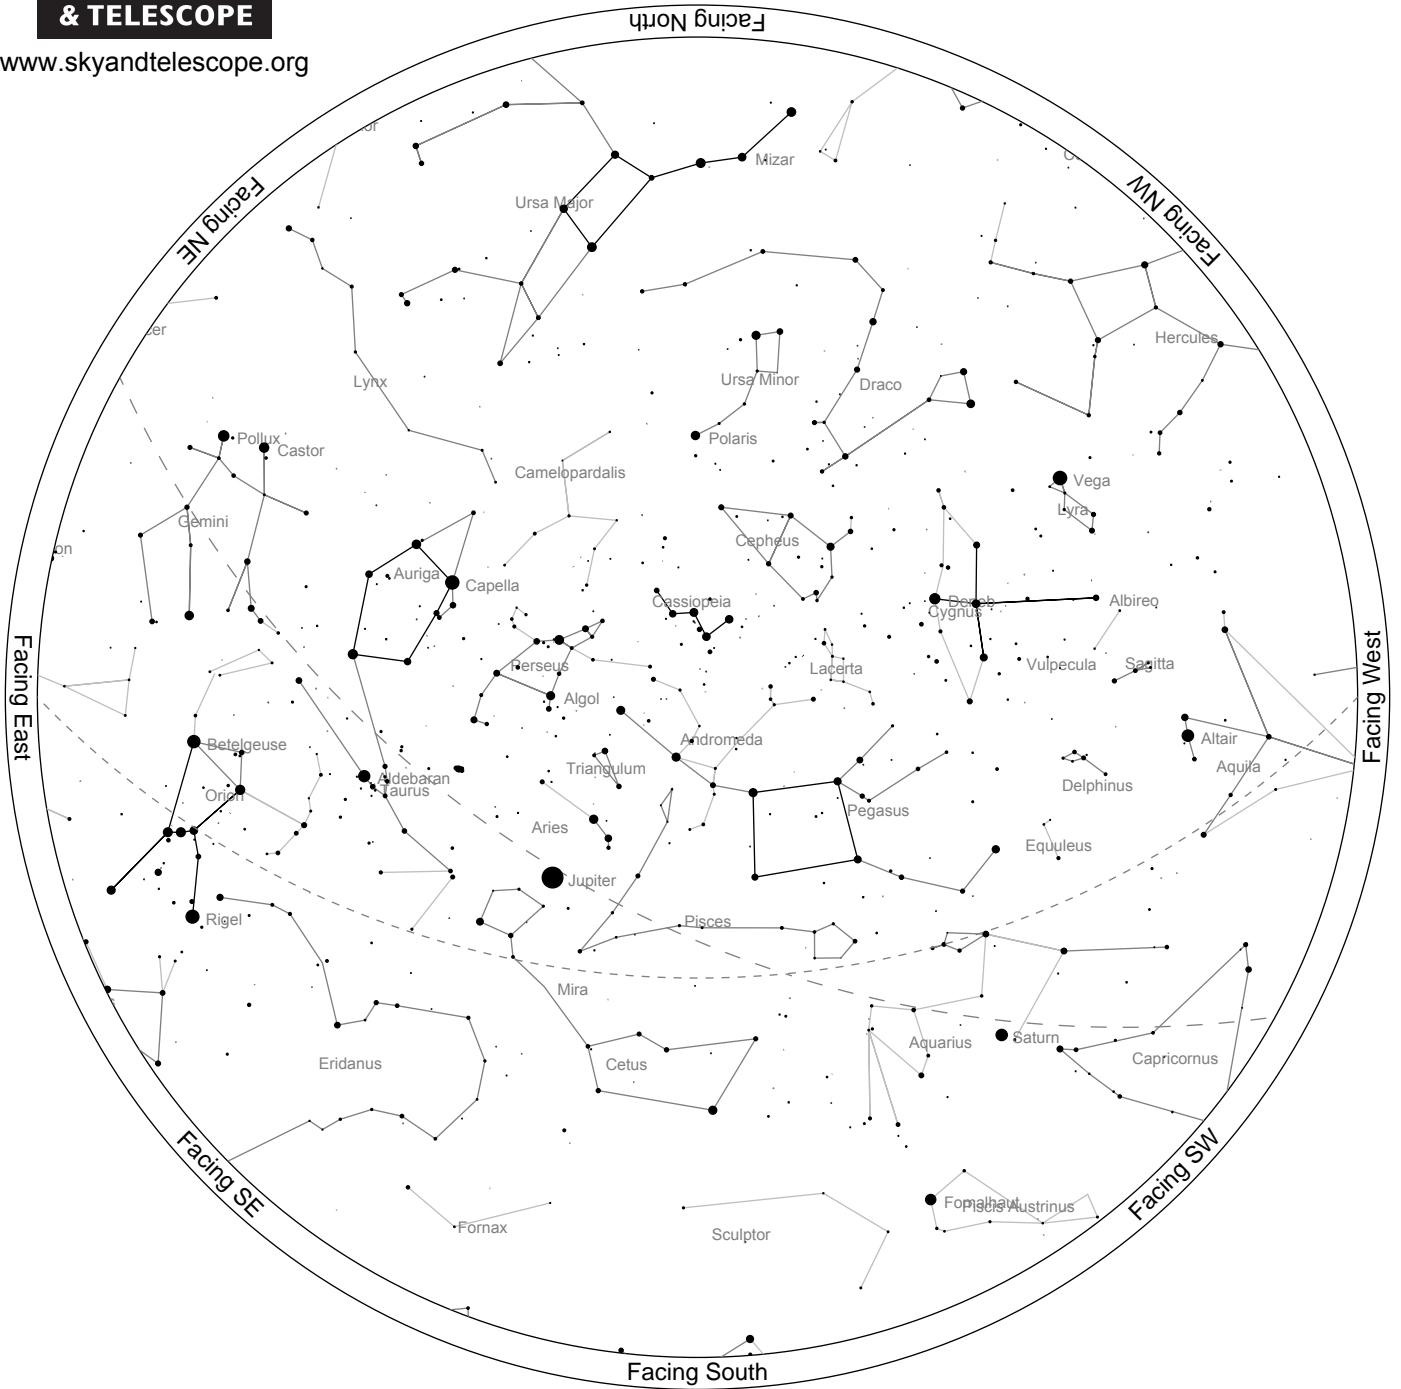 & TELESCOPE
www.skyandtelescope.org
Facing North
Facing NE
Facing NW
Mizar
Ursa Major
Hercules
Lynx
Ursa Minor
Draco
Pollux
Castor
Polaris
Camelopardalis
Vega
Lyra
Gemini
Cepheus
Auriga
Capella
Cassiopeia
Deneb
Cygnus
Albireo
Perseus
Lacerta
Vulpecula
Sagitta
Algol
Facing East
Facing West
Betelgeuse
Andromeda
Altair
Triangulum
Aldebaran
Taurus
Orion
Aquila
Delphinus
Pegasus
Aries
Equuleus
Jupiter
Rigel
Pisces
Mira
Eridanus
Cetus
Aquarius
Saturn
Capricornus
Facing SE
Facing SW
Fornax
Sculptor
Fomalhaut
Piscis Austrinus
Facing South